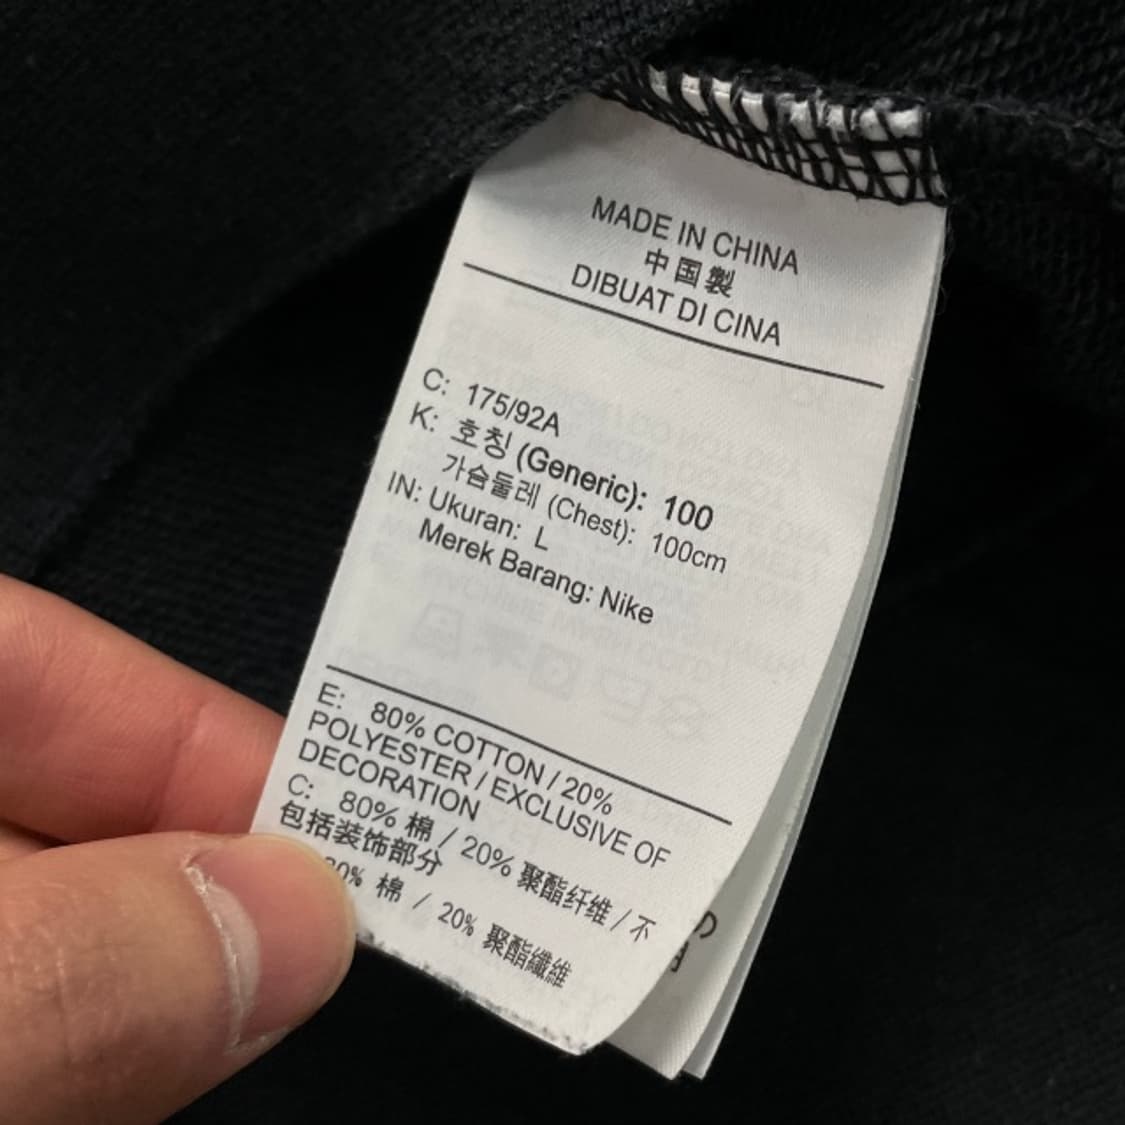 MADE IN CHINA
中国製
DIBUAT DI CINA
C: 175/92A
K: 호칭 (Generic): 100
가슴둘레 (Chest): 100cm
IN: Ukuran: L
Merek Barang: Nike
E: 80% COTTON / 20%
POLYESTER / EXCLUSIVE OF
DECORATION
C: 80% 棉 / 20% 聚酯纤维 / 不
包括装饰部分
80% 棉 / 20% 聚酯纖維
の